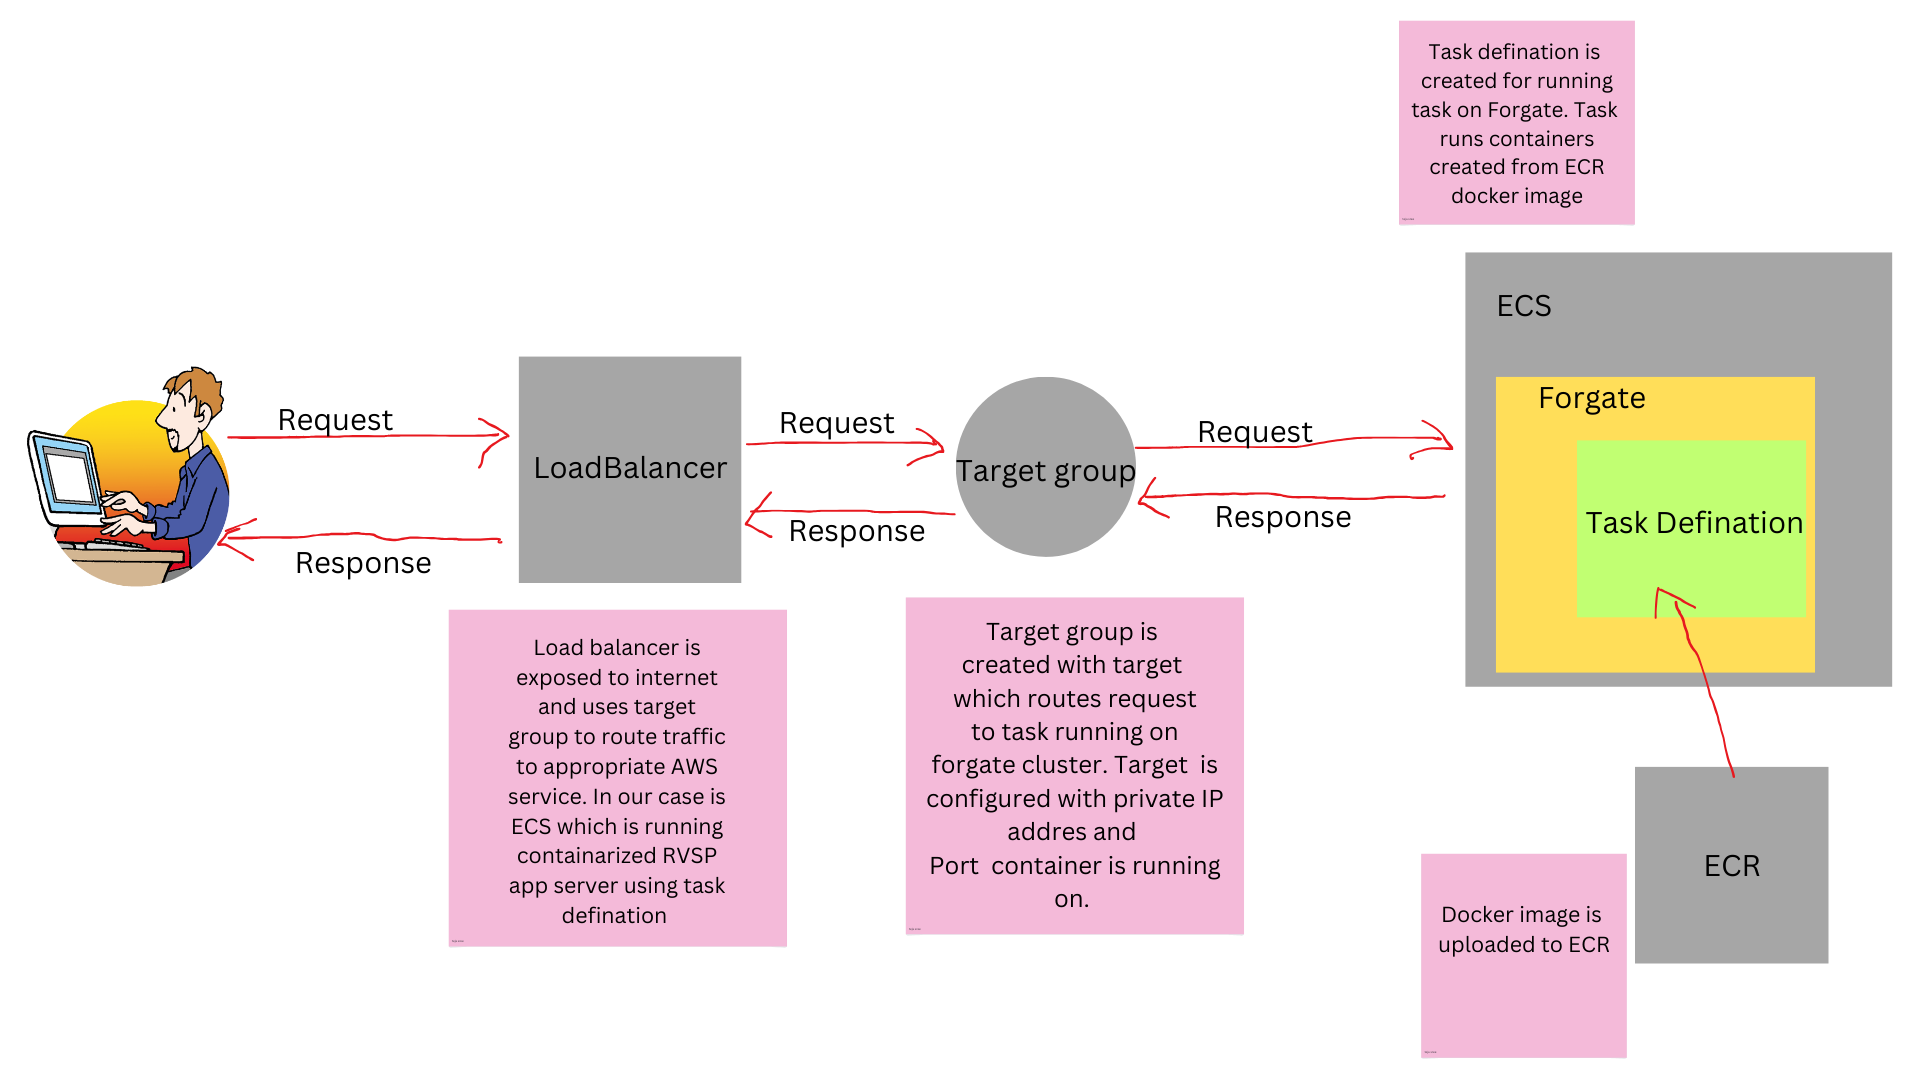 Task defination is
created for running
task on Forgate. Task
runs containers
created from ECR
docker image
ECS
Forgate
Task Defination
Request
LoadBalancer
Response
Request
Response
Target group
Request
Response
Load balancer is
exposed to internet
and uses target
group to route traffic
to appropriate AWS
service. In our case is
ECS which is running
containarized RVSP
app server using task
defination
Target group is
created with target
which routes request
to task running on
forgate cluster. Target  is
configured with private IP
addres and
Port  container is running
on.
ECR
Docker image is
uploaded to ECR